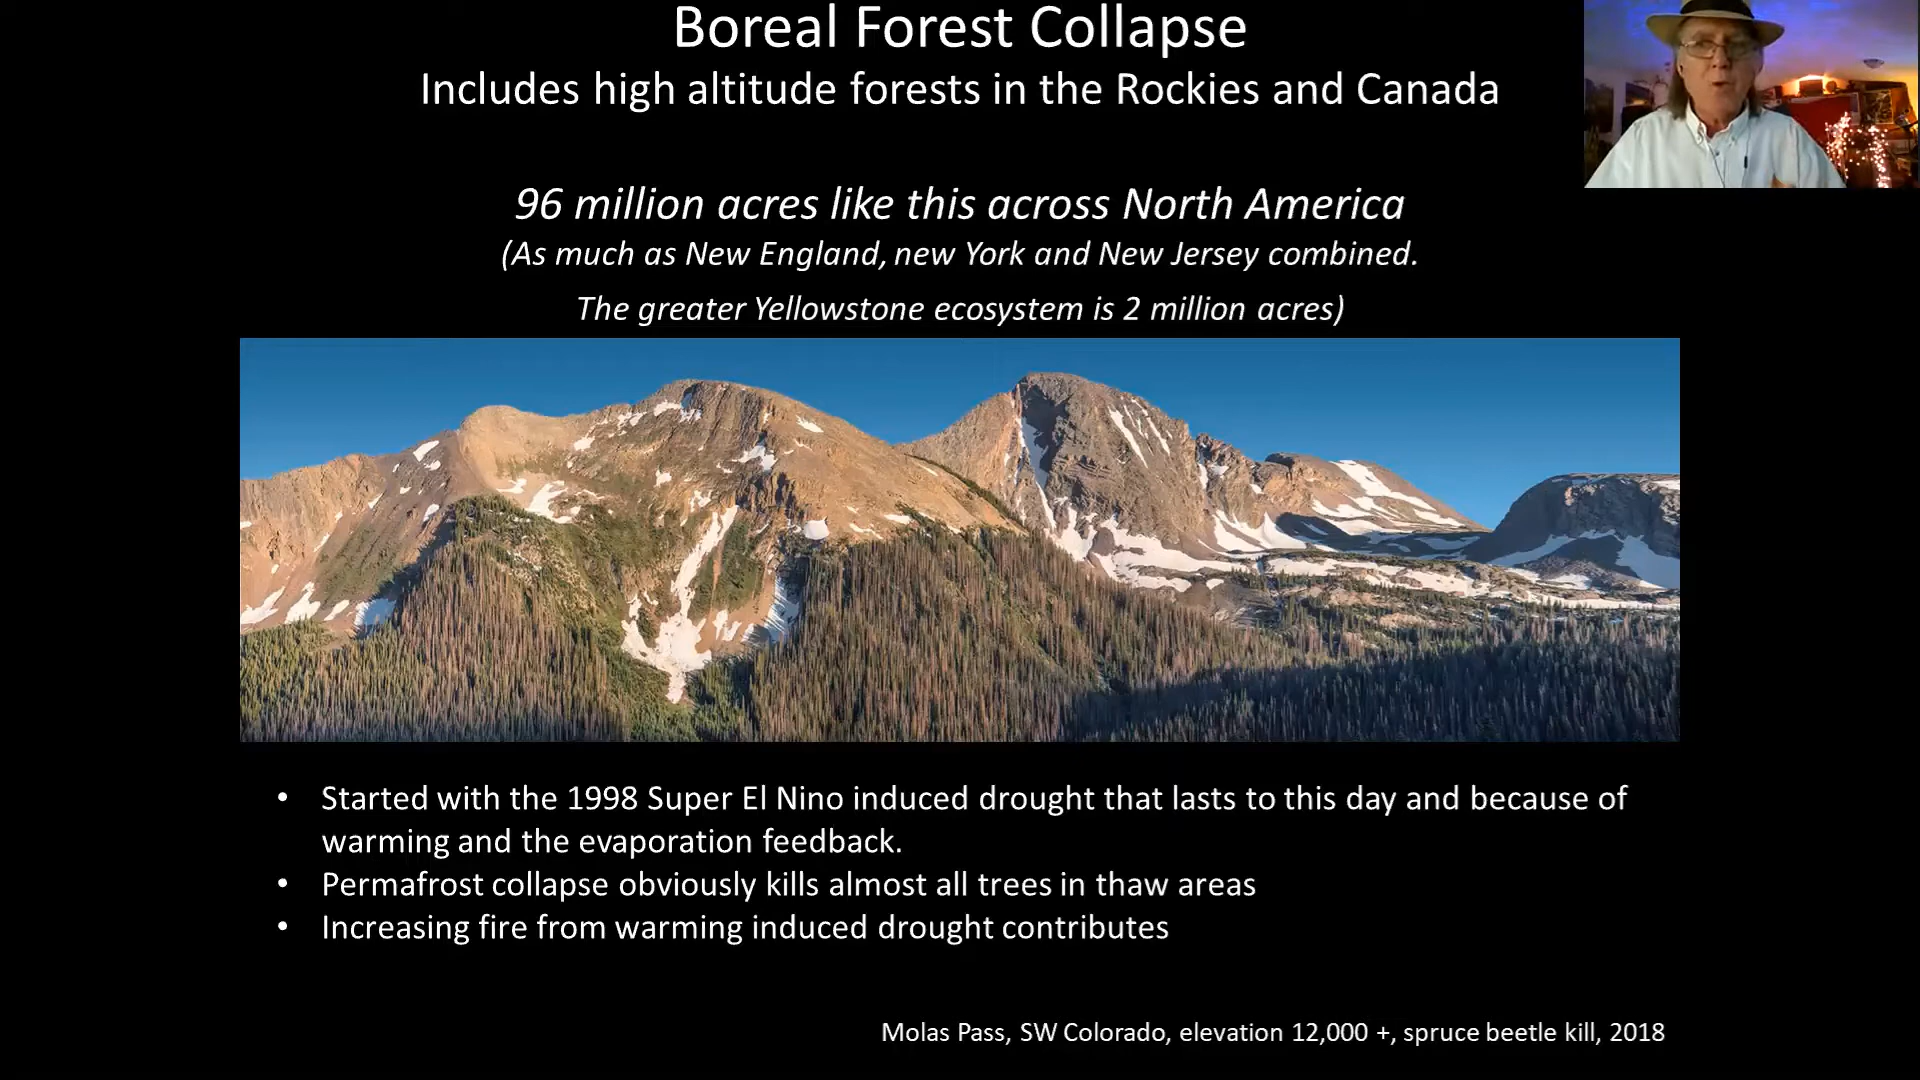 Boreal Forest Collapse
Includes high altitude forests in the Rockies and Canada
96 million acres like this across North America
(As much as New England, new York and New Jersey combined.
The greater Yellowstone ecosystem is 2 million acres)
• Started with the 1998 Super El Nino induced drought that lasts to this day and because of
warming and the evaporation feedback.
• Permafrost collapse obviously kills almost all trees in thaw areas
• Increasing fire from warming induced drought contributes
Molas Pass, SW Colorado, elevation 12,000 +, spruce beetle kill, 2018